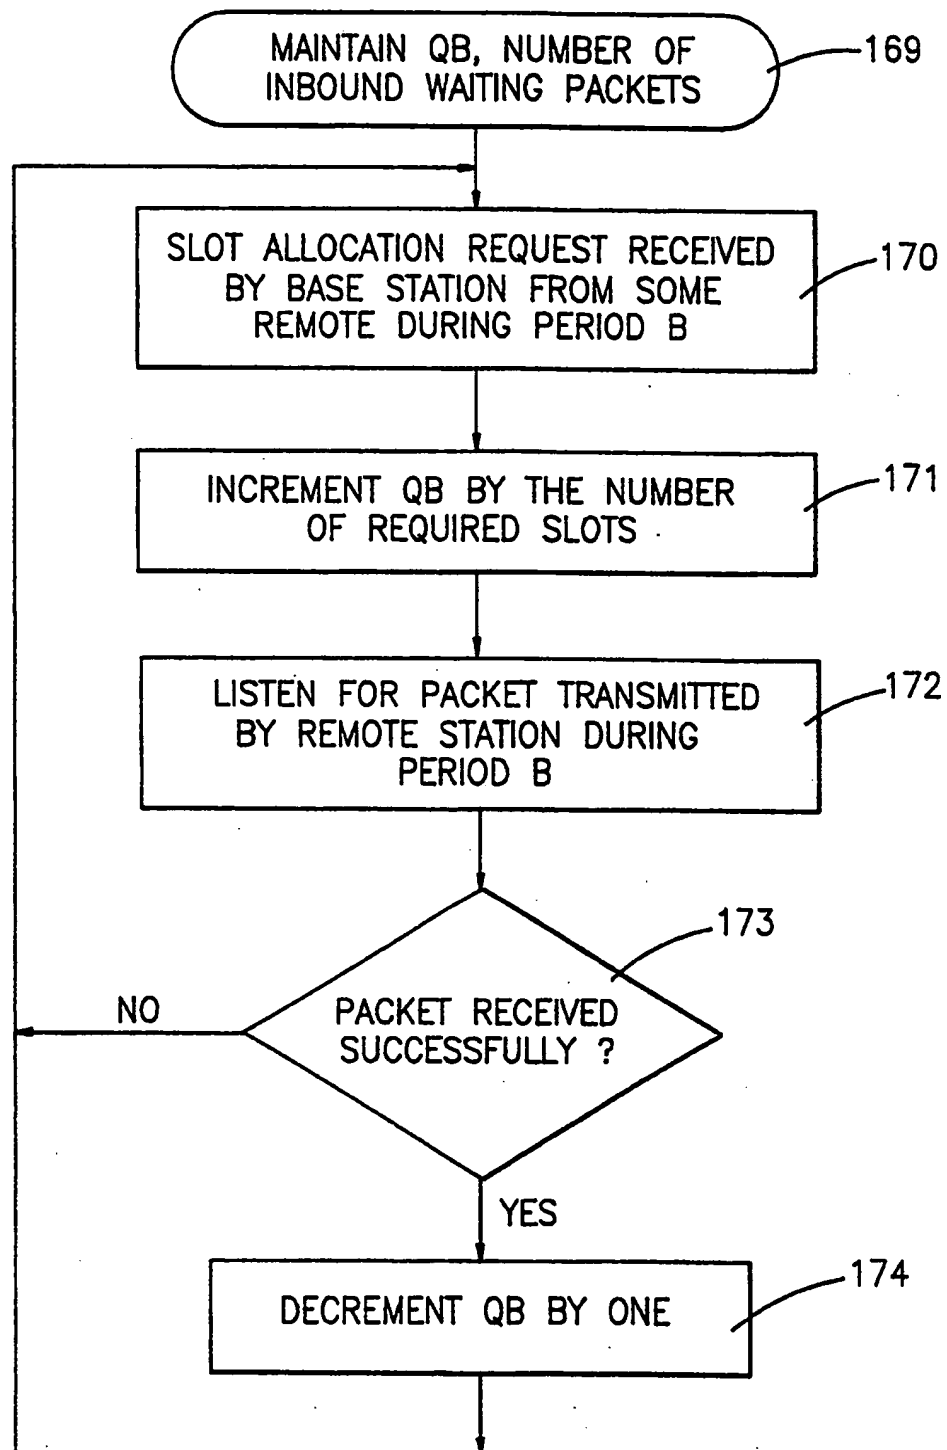 MAINTAIN QB, NUMBER OF
INBOUND WAITING PACKETS
169
SLOT ALLOCATION REQUEST RECEIVED
BY BASE STATION FROM SOME
REMOTE DURING PERIOD B
170
INCREMENT QB BY THE NUMBER
OF REQUIRED SLOTS
171
LISTEN FOR PACKET TRANSMITTED
BY REMOTE STATION DURING
PERIOD B
172
PACKET RECEIVED
SUCCESSFULLY ?
173
NO
YES
DECREMENT QB BY ONE
174